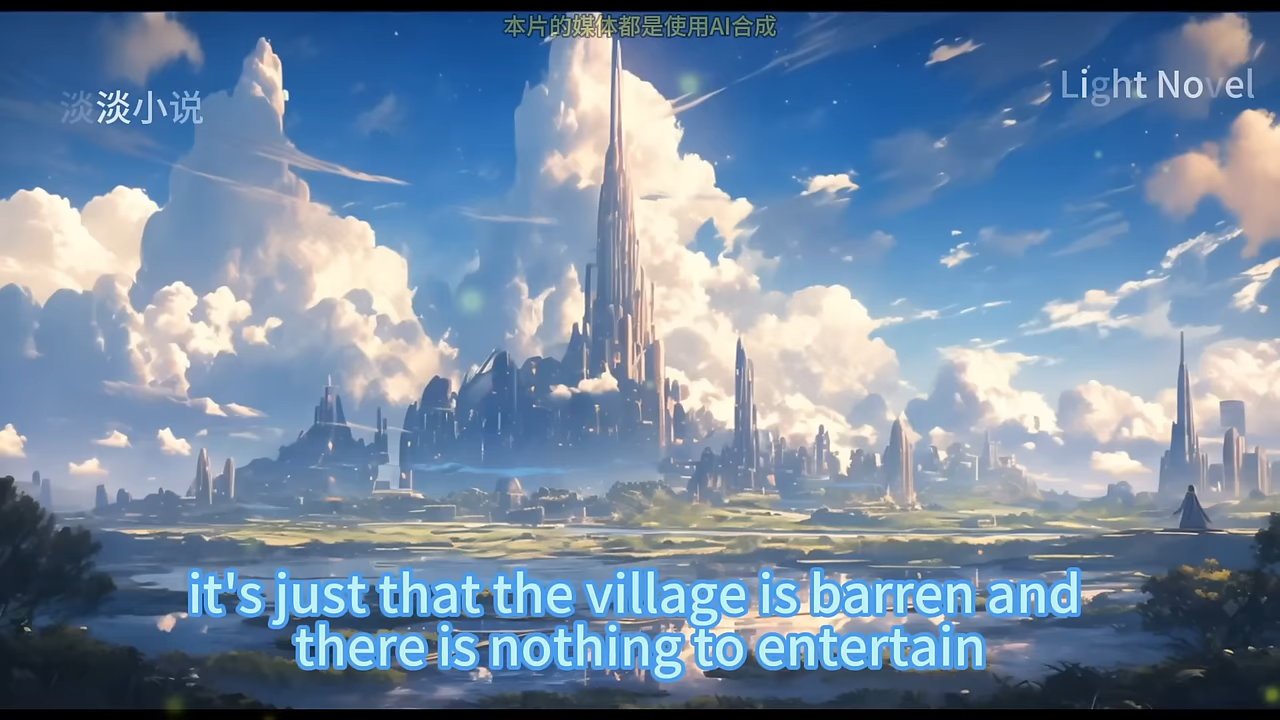 本片的媒体都是使用AI合成
淡淡小说
Light Novel
it's just that the village is barren and
there is nothing to entertain